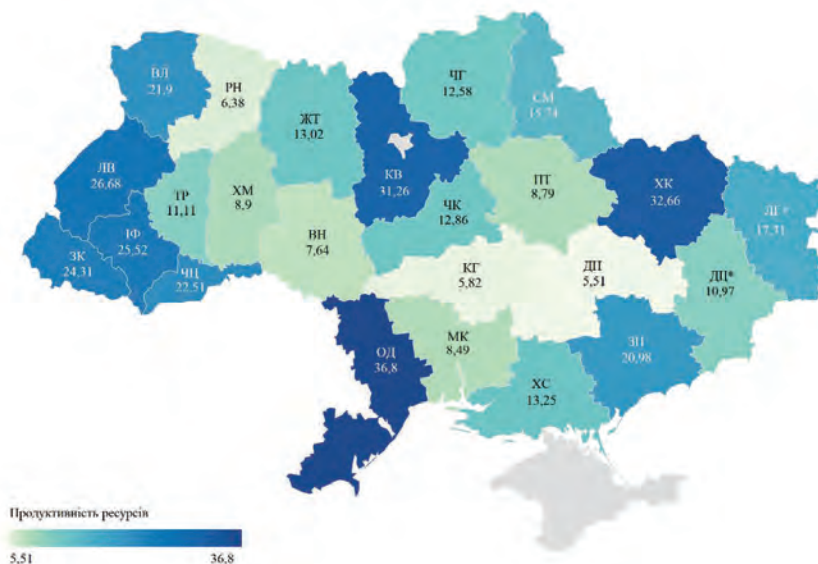 ВЛ
21,9
РН
6,38
ЖТ
13,02
КВ
31,26
ЧГ
12,58
СМ
15,74
ЛВ
26,68
ТР
11,11
ХМ
8,9
ВН
7,64
ЧК
12,86
ПТ
8,79
ХК
32,66
ЛГ*
17,31
ІФ
25,52
ЗК
24,31
ЧЦ
22,51
КГ
5,82
ДП
5,51
ДЦ*
10,97
ОД
36,8
МК
8,49
ЗП
20,98
ХС
13,25
Продуктивність ресурсів
5,51
36,8